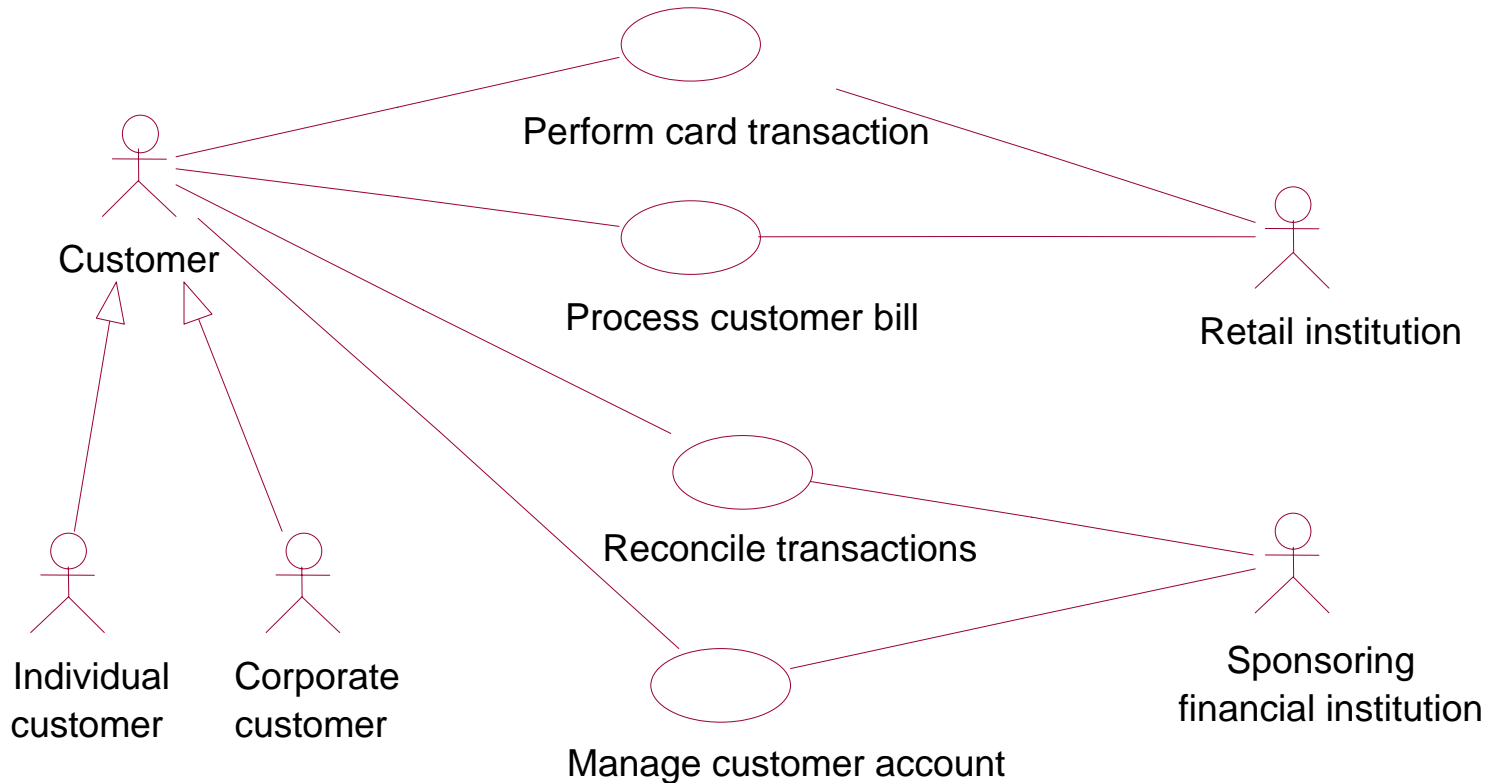 Perform card transaction
Customer
Process customer bill
Retail institution
Reconcile transactions
Individual
customer
Corporate
customer
Sponsoring
financial institution
Manage customer account